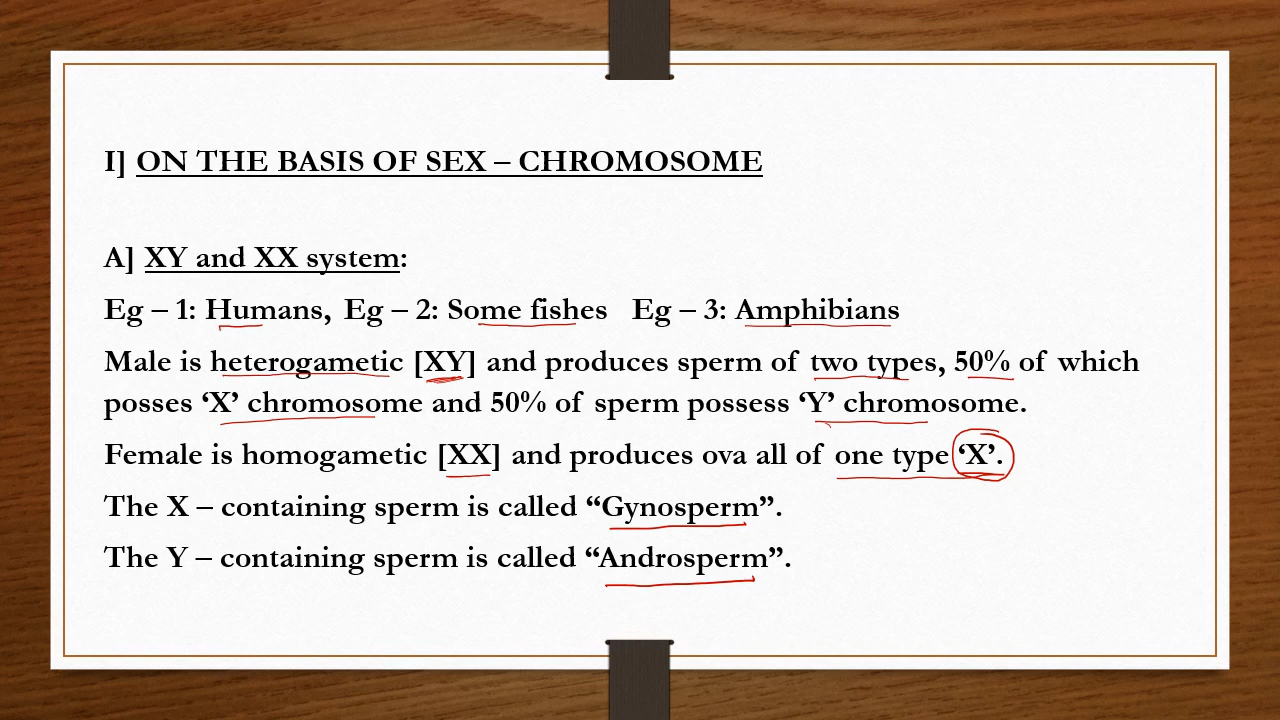 I] ON THE BASIS OF SEX – CHROMOSOME
A] XY and XX system:
Eg – 1: Humans, Eg – 2: Some fishes Eg – 3: Amphibians
Male is heterogametic [XY] and produces sperm of two types, 50% of which
posses ‘X’ chromosome and 50% of sperm possess ‘Y’ chromosome.
Female is homogametic [XX] and produces ova all of one type ‘X’.
The X – containing sperm is called “Gynosperm”.
The Y – containing sperm is called “Androsperm”.